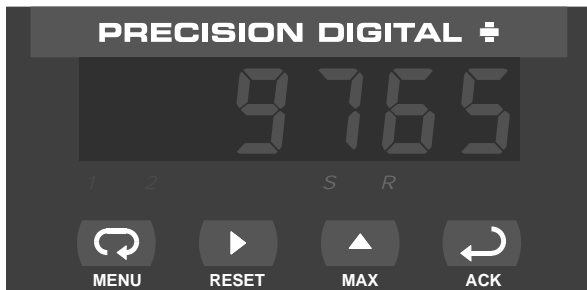 PRECISION DIGITAL
9765
1 2 S R
MENU RESET MAX ACK